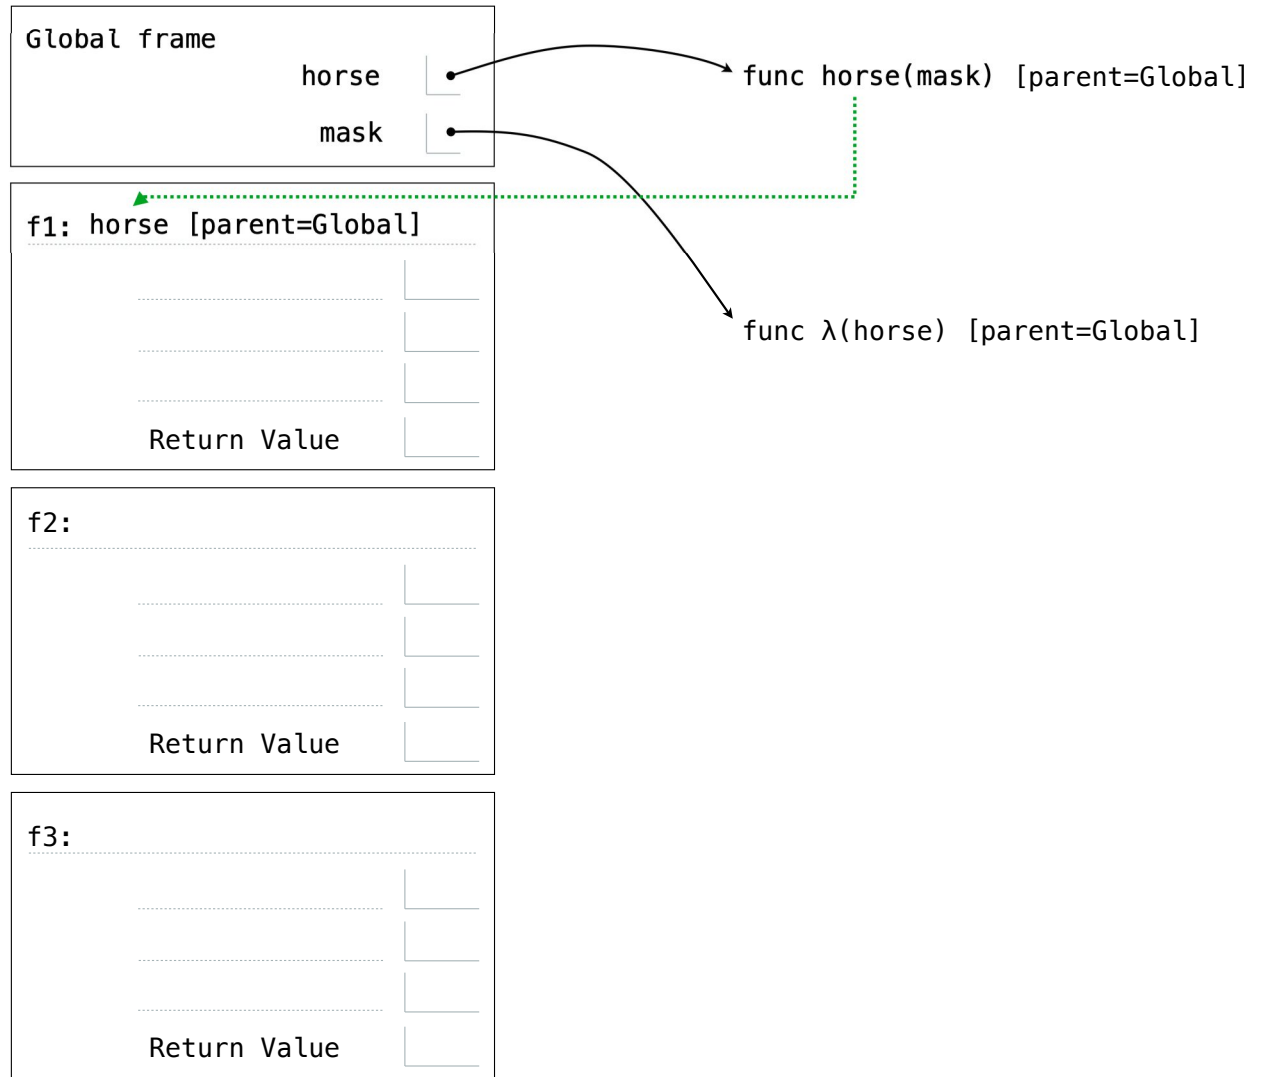 Global frame
horse
func horse(mask) [parent=Global]
mask
f1: horse [parent=Global]
func λ(horse) [parent=Global]
Return Value
f2:
Return Value
f3:
Return Value